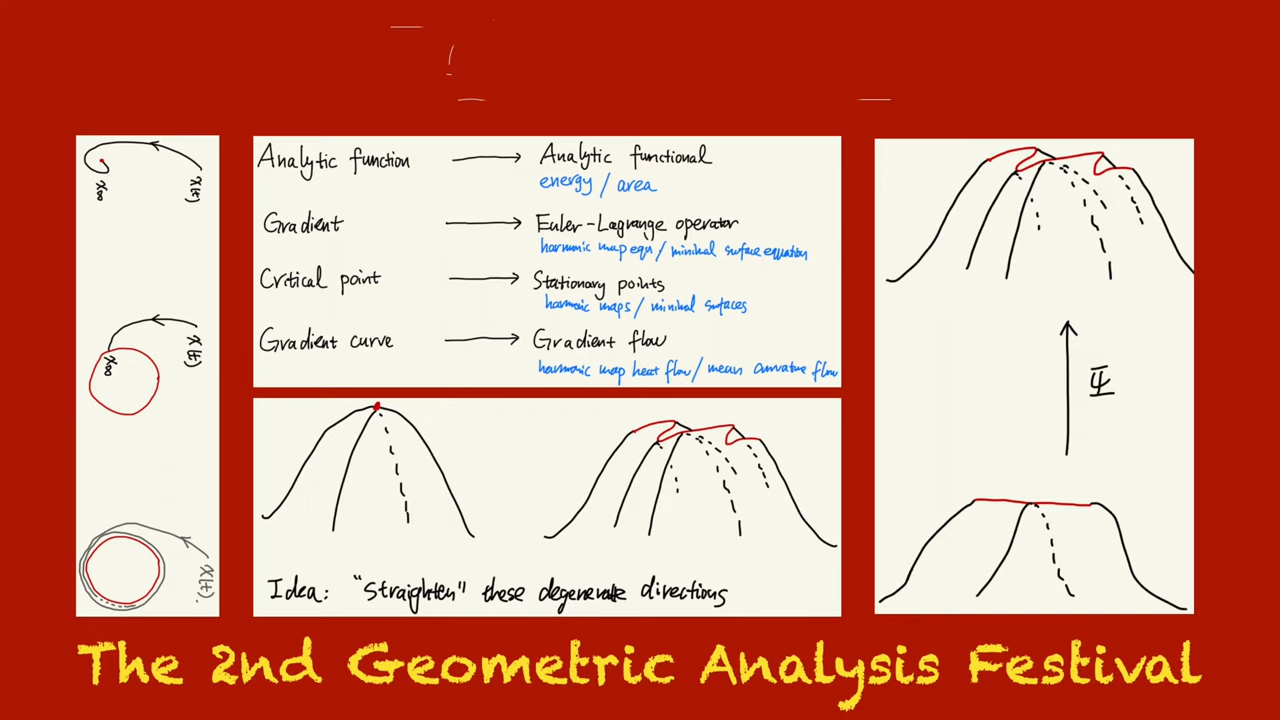 x∞ x(t)
x∞ x(t)
x(t).
Analytic function → Analytic functional
energy / area
Gradient → Euler-Lagrange operator
harmonic map eqn / minimal surface equation
Critical point → Stationary points
harmonic maps / minimal surfaces
Gradient curve → Gradient flow
harmonic map heat flow / mean curvature flow
Idea: "straighten" these degenerate directions
Ψ
The 2nd Geometric Analysis Festival